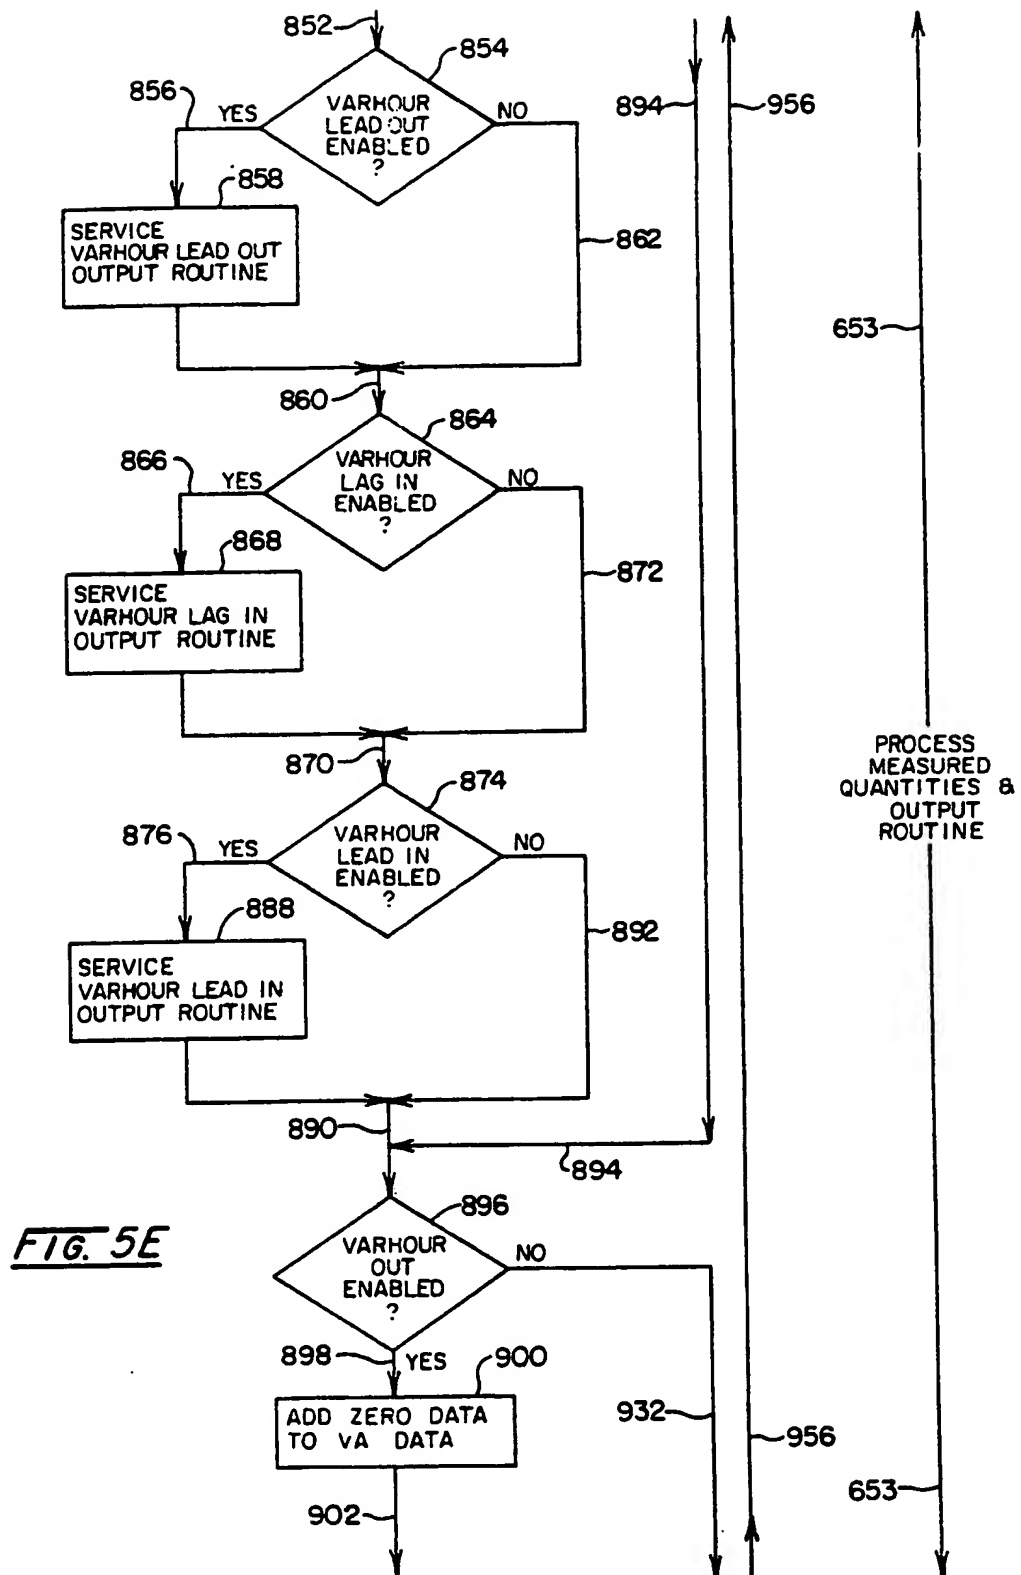 852
854
856
YES
VARHOUR
LEAD OUT
ENABLED
?
NO
894
956
858
SERVICE
VARHOUR LEAD OUT
OUTPUT ROUTINE
862
653
860
864
866
YES
VARHOUR
LAG IN
ENABLED
?
NO
868
SERVICE
VARHOUR LAG IN
OUTPUT ROUTINE
872
870
874
PROCESS
MEASURED
QUANTITIES &
OUTPUT
ROUTINE
876
YES
VARHOUR
LEAD IN
ENABLED
?
NO
888
SERVICE
VARHOUR LEAD IN
OUTPUT ROUTINE
892
890
894
896
FIG. 5E
VARHOUR
OUT
ENABLED
?
NO
898
YES
900
ADD ZERO DATA
TO VA DATA
932
956
902
653